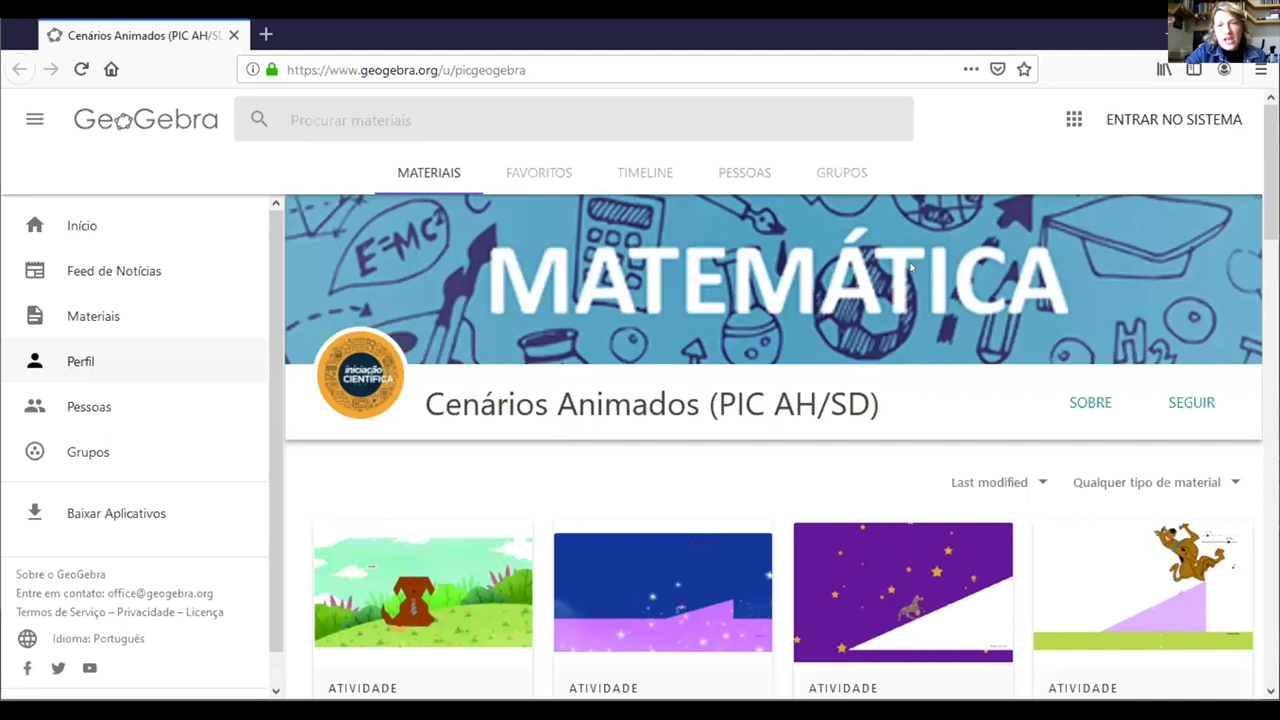 Cenários Animados (PIC AH/SD
https://www.geogebra.org/u/picgeogebra
GeoGebra
Procurar materiais
ENTRAR NO SISTEMA
MATERIAIS FAVORITOS TIMELINE PESSOAS GRUPOS
Início
Feed de Notícias
Materiais
Perfil
Pessoas
Grupos
Baixar Aplicativos
Sobre o GeoGebra
Entre em contato: office@geogebra.org
Termos de Serviço – Privacidade – Licença
Idioma: Português
E=MC²
MATEMÁTICA
H2
iniciação
CIENTÍFICA
Cenários Animados (PIC AH/SD)
SOBRE SEGUIR
Last modified Qualquer tipo de material
ATIVIDADE ATIVIDADE ATIVIDADE ATIVIDADE